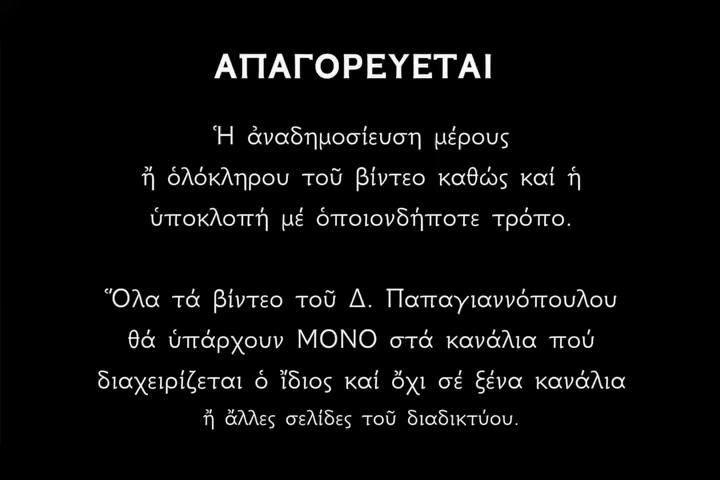 ΑΠΑΓΟΡΕΥΕΤΑΙ
Ἡ ἀναδημοσίευση μέρους
ἤ ὁλόκληρου τοῦ βίντεο καθώς καί ἡ
ὑποκλοπή μέ ὁποιονδήποτε τρόπο.
Ὅλα τά βίντεο τοῦ Δ. Παπαγιαννόπουλου
θά ὑπάρχουν ΜΟΝΟ στά κανάλια πού
διαχειρίζεται ὁ ἴδιος καί ὄχι σέ ξένα κανάλια
ἤ ἄλλες σελίδες τοῦ διαδικτύου.